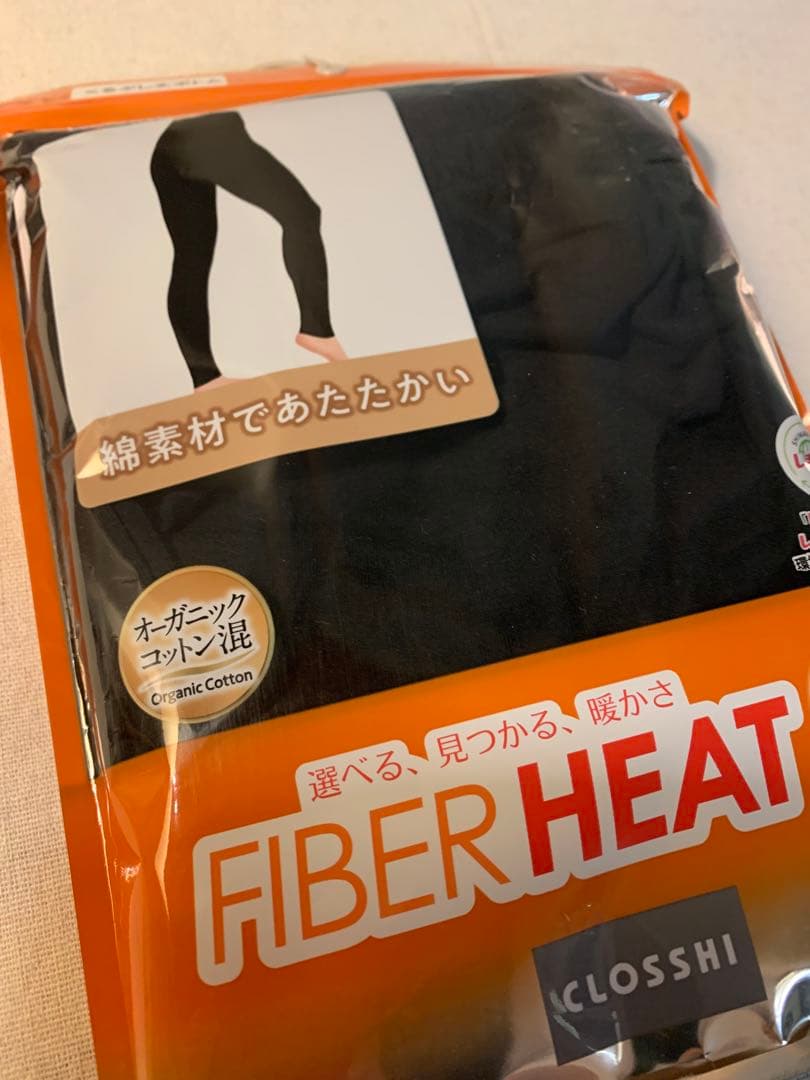 綿素材であたたかい
オーガニック
コットン混
Organic Cotton
選べる、見つかる、暖かさ
FIBER HEAT
CLOSSHI